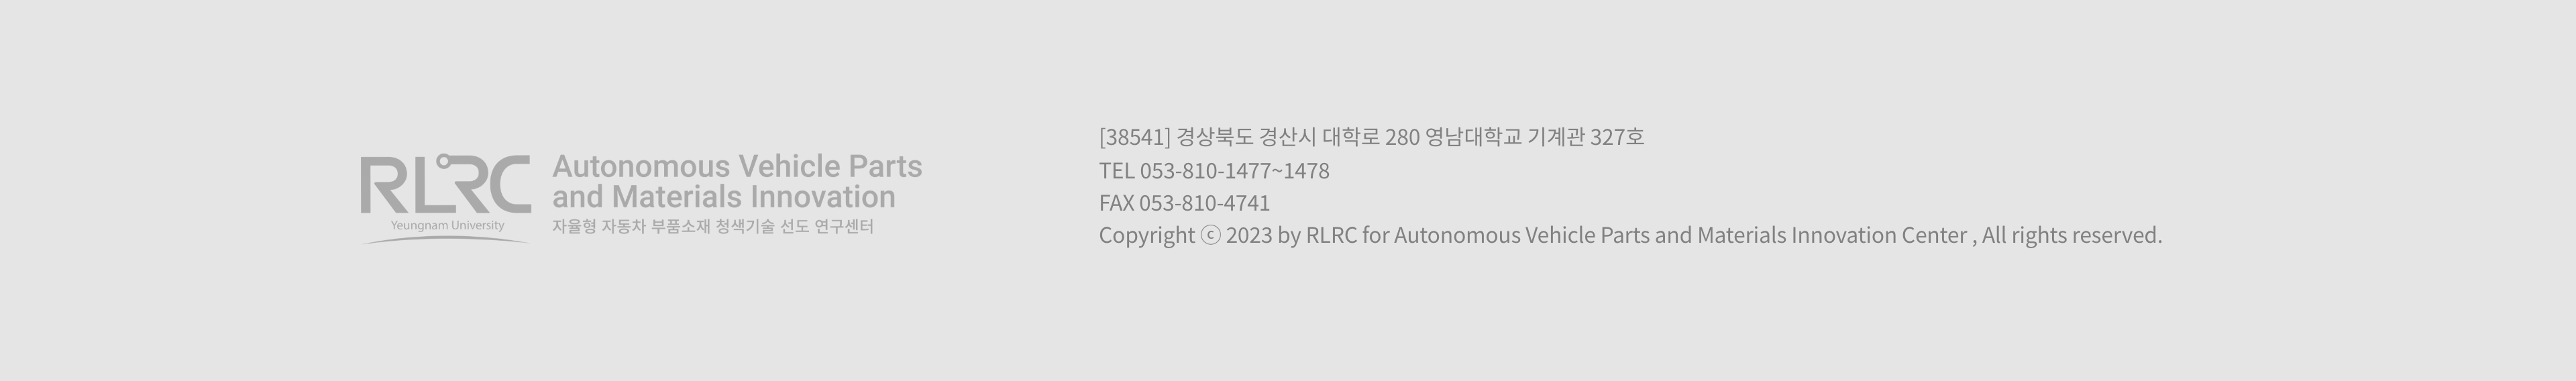 RLRC
Yeungnam University
Autonomous Vehicle Parts
and Materials Innovation
자율형 자동차 부품소재 청색기술 선도 연구센터
[38541] 경상북도 경산시 대학로 280 영남대학교 기계관 327호
TEL 053-810-1477~1478
FAX 053-810-4741
Copyright ⓒ 2023 by RLRC for Autonomous Vehicle Parts and Materials Innovation Center , All rights reserved.